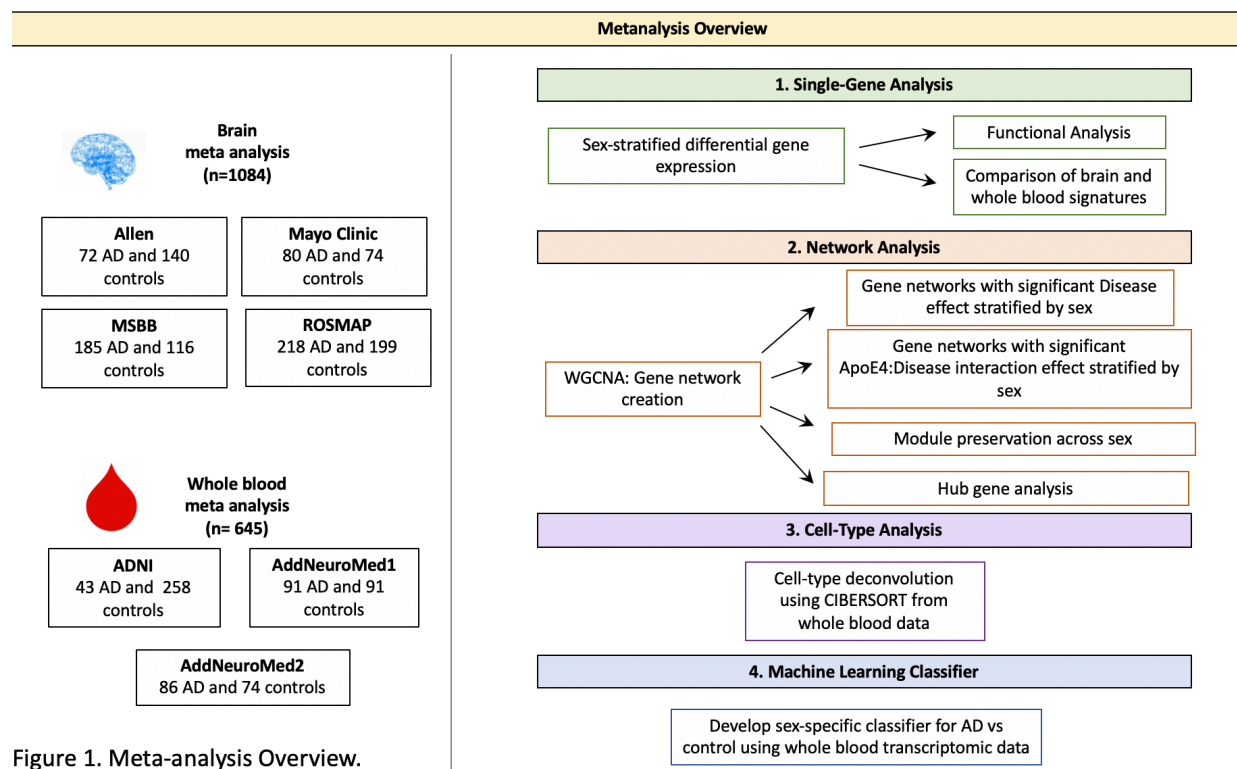 Metanalysis Overview
Brain
meta analysis
(n=1084)
Allen
72 AD and 140
controls
Mayo Clinic
80 AD and 74
controls
MSBB
185 AD and 116
controls
ROSMAP
218 AD and 199
controls
Whole blood
meta analysis
(n= 645)
ADNI
43 AD and 258
controls
AddNeuroMed1
91 AD and 91
controls
AddNeuroMed2
86 AD and 74 controls
Figure 1. Meta-analysis Overview.
1. Single-Gene Analysis
Sex-stratified differential gene
expression
Functional Analysis
Comparison of brain and
whole blood signatures
2. Network Analysis
WGCNA: Gene network
creation
Gene networks with significant Disease
effect stratified by sex
Gene networks with significant
ApoE4:Disease interaction effect stratified by
sex
Module preservation across sex
Hub gene analysis
3. Cell-Type Analysis
Cell-type deconvolution
using CIBERSORT from
whole blood data
4. Machine Learning Classifier
Develop sex-specific classifier for AD vs
control using whole blood transcriptomic data